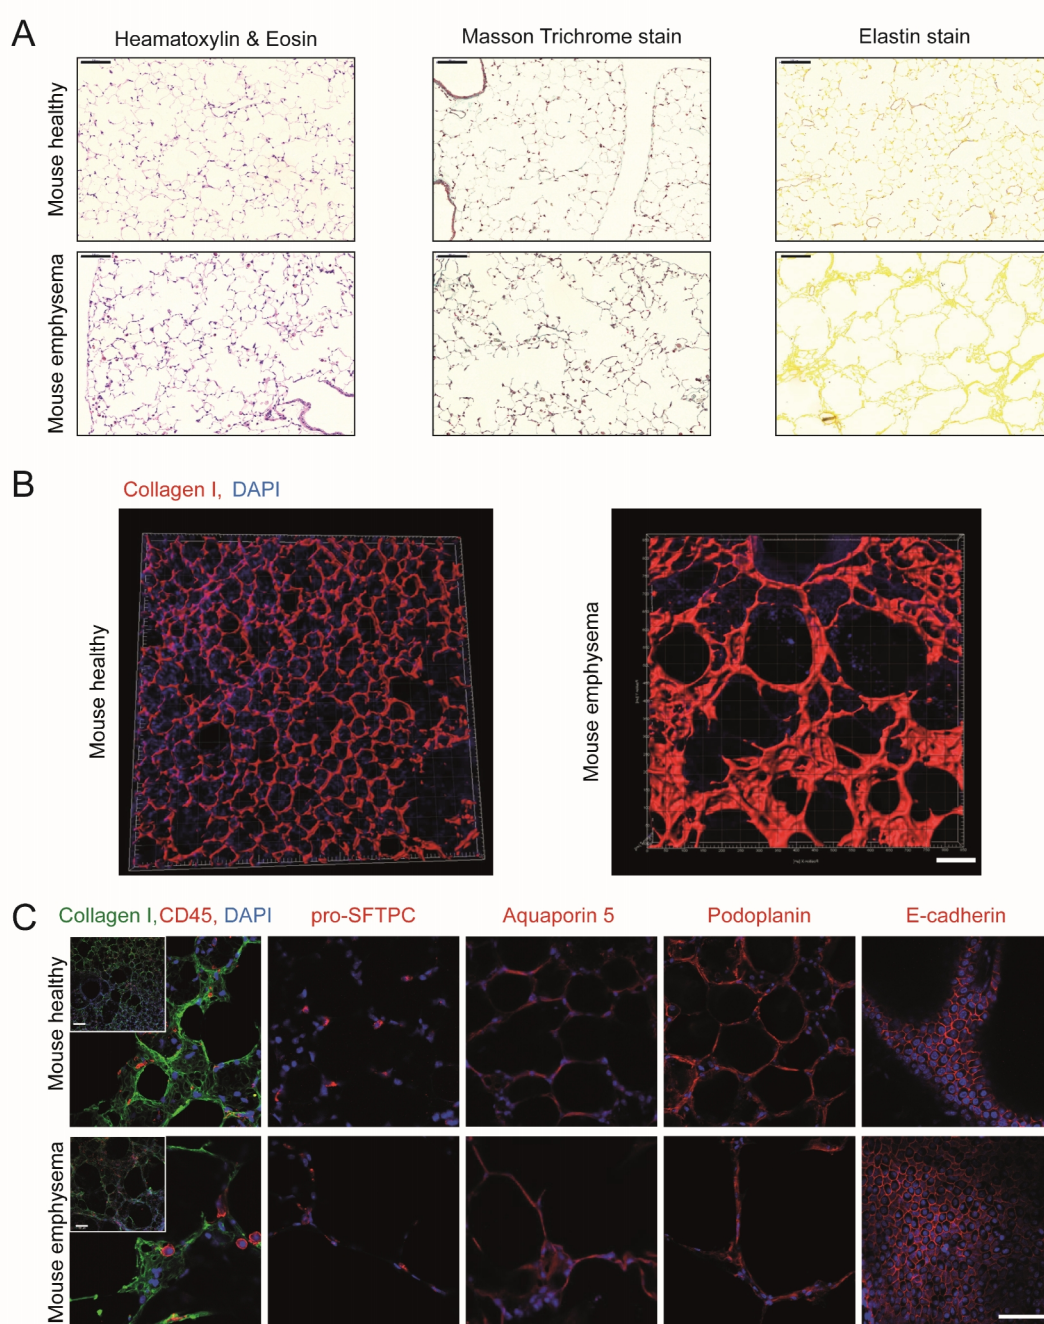 A
Heamatoxylin & Eosin
Masson Trichrome stain
Elastin stain
Mouse healthy
Mouse emphysema
B
Collagen I, DAPI
Mouse healthy
Mouse emphysema
C
Collagen I, CD45, DAPI
pro-SFTPC
Aquaporin 5
Podoplanin
E-cadherin
Mouse healthy
Mouse emphysema